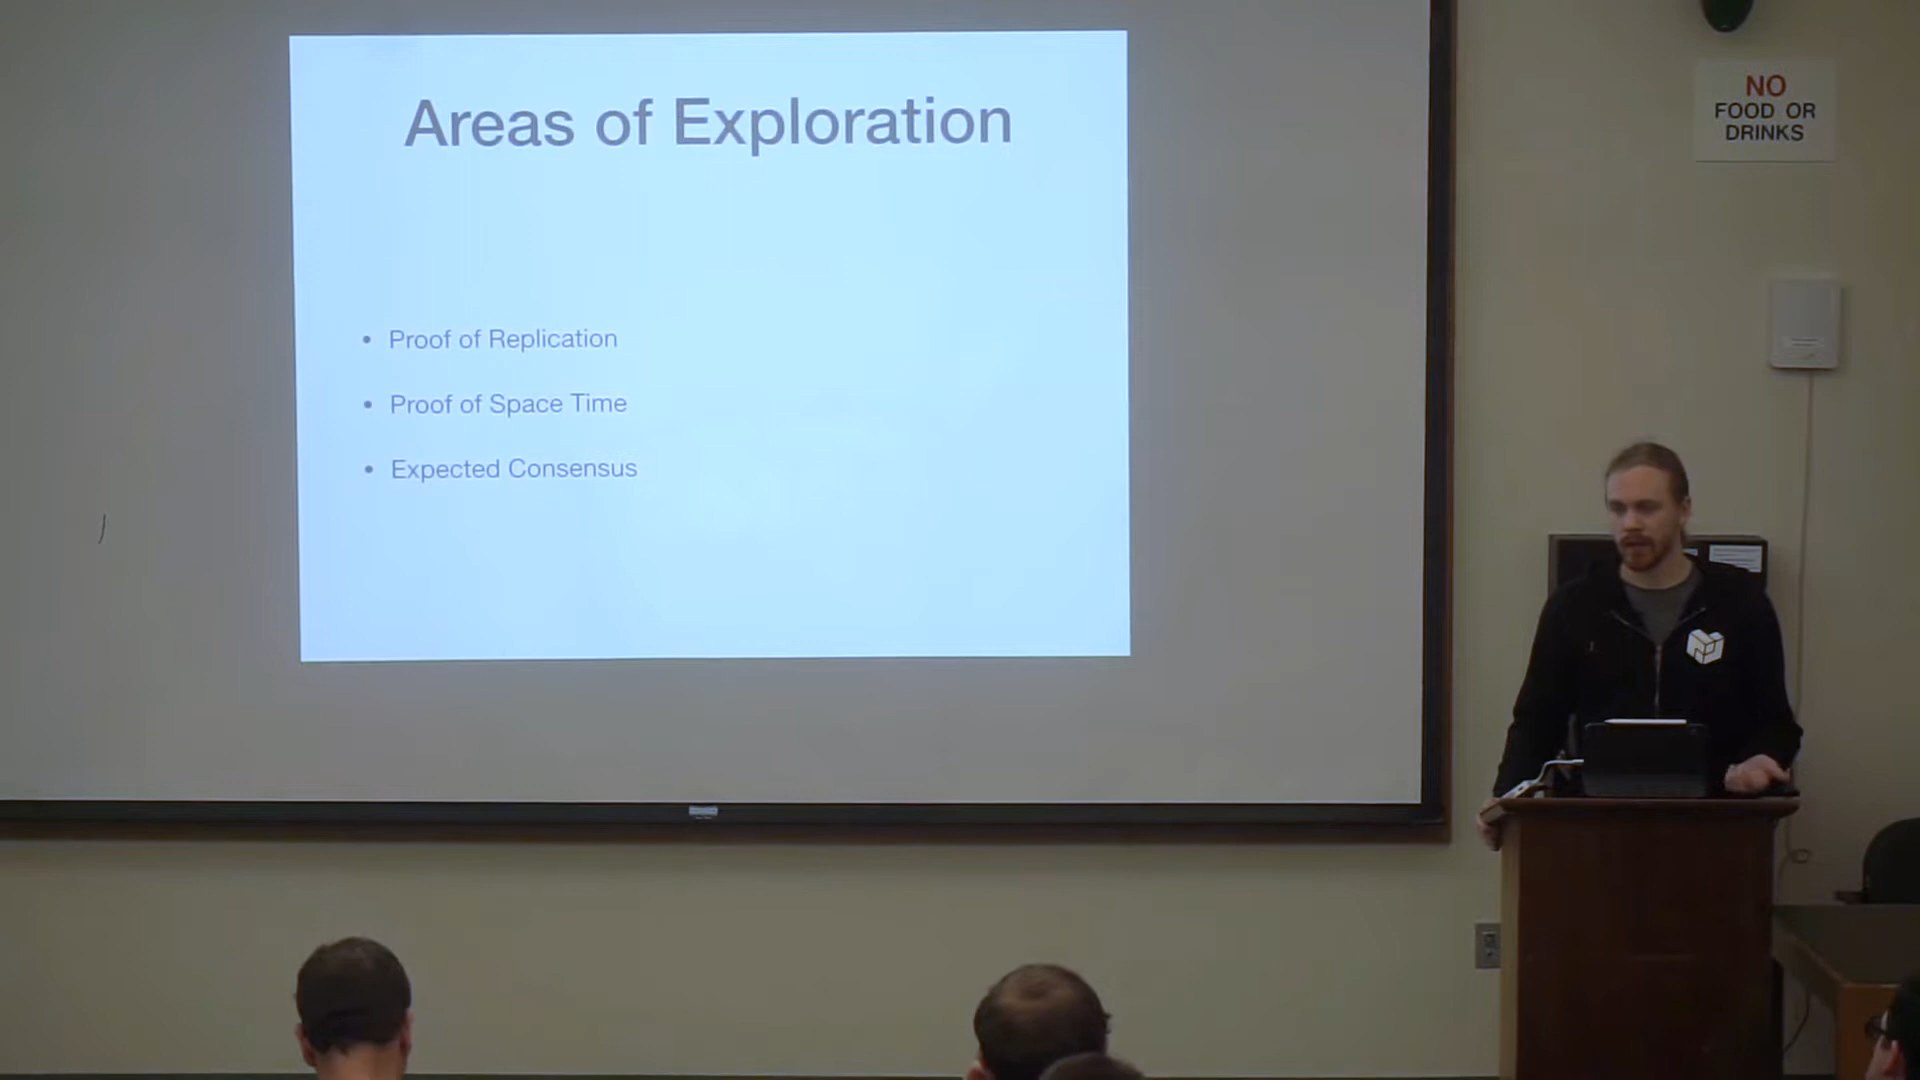 Areas of Exploration
• Proof of Replication
• Proof of Space Time
• Expected Consensus
NO
FOOD OR
DRINKS